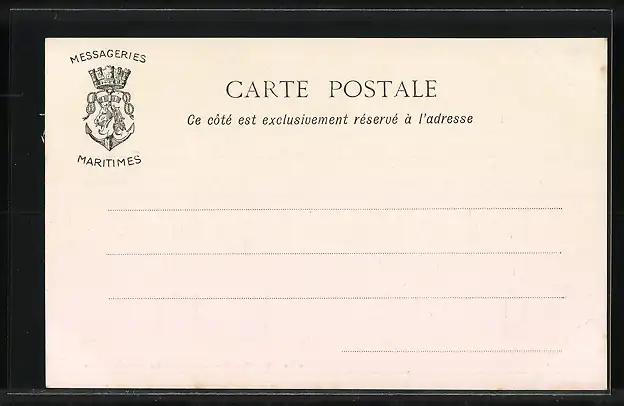 MESSAGERIES
MARITIMES
CARTE POSTALE
Ce côté est exclusivement réservé à l'adresse